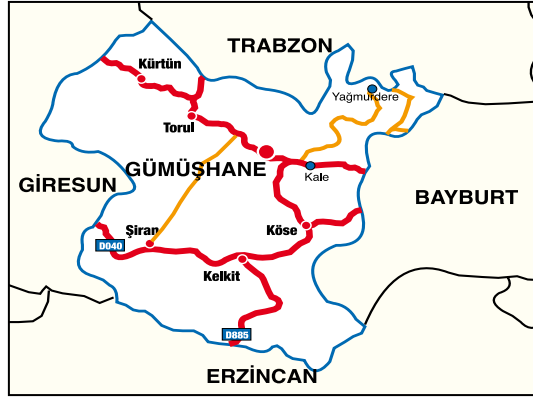 TRABZON
Kürtün
Yağmurdere
Torul
GÜMÜŞHANE
Kale
GİRESUN
BAYBURT
Şiran
Köse
D040
Kelkit
D885
ERZİNCAN